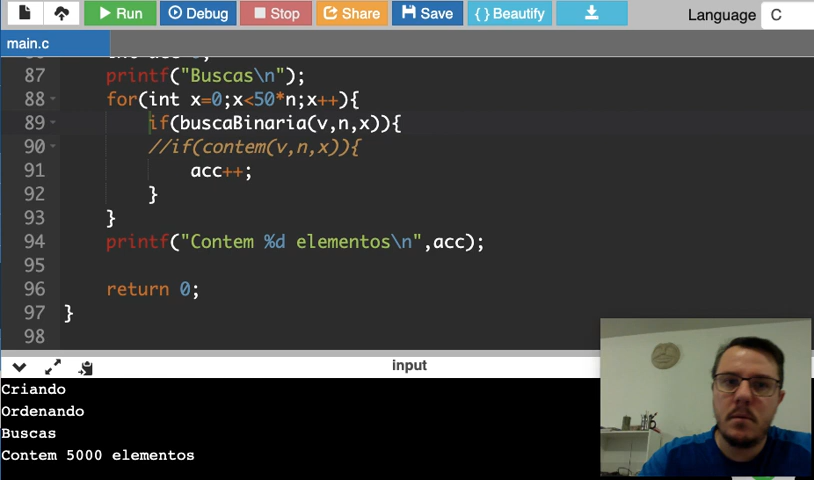 Run Debug Stop Share Save { } Beautify Language C
main.c
87 printf("Buscas\n");
88 for(int x=0;x<50*n;x++){
89 if(buscaBinaria(v,n,x)){
90 //if(contem(v,n,x)){
91 acc++;
92 }
93 }
94 printf("Contem %d elementos\n",acc);
95
96 return 0;
97 }
98
input
Criando
Ordenando
Buscas
Contem 5000 elementos